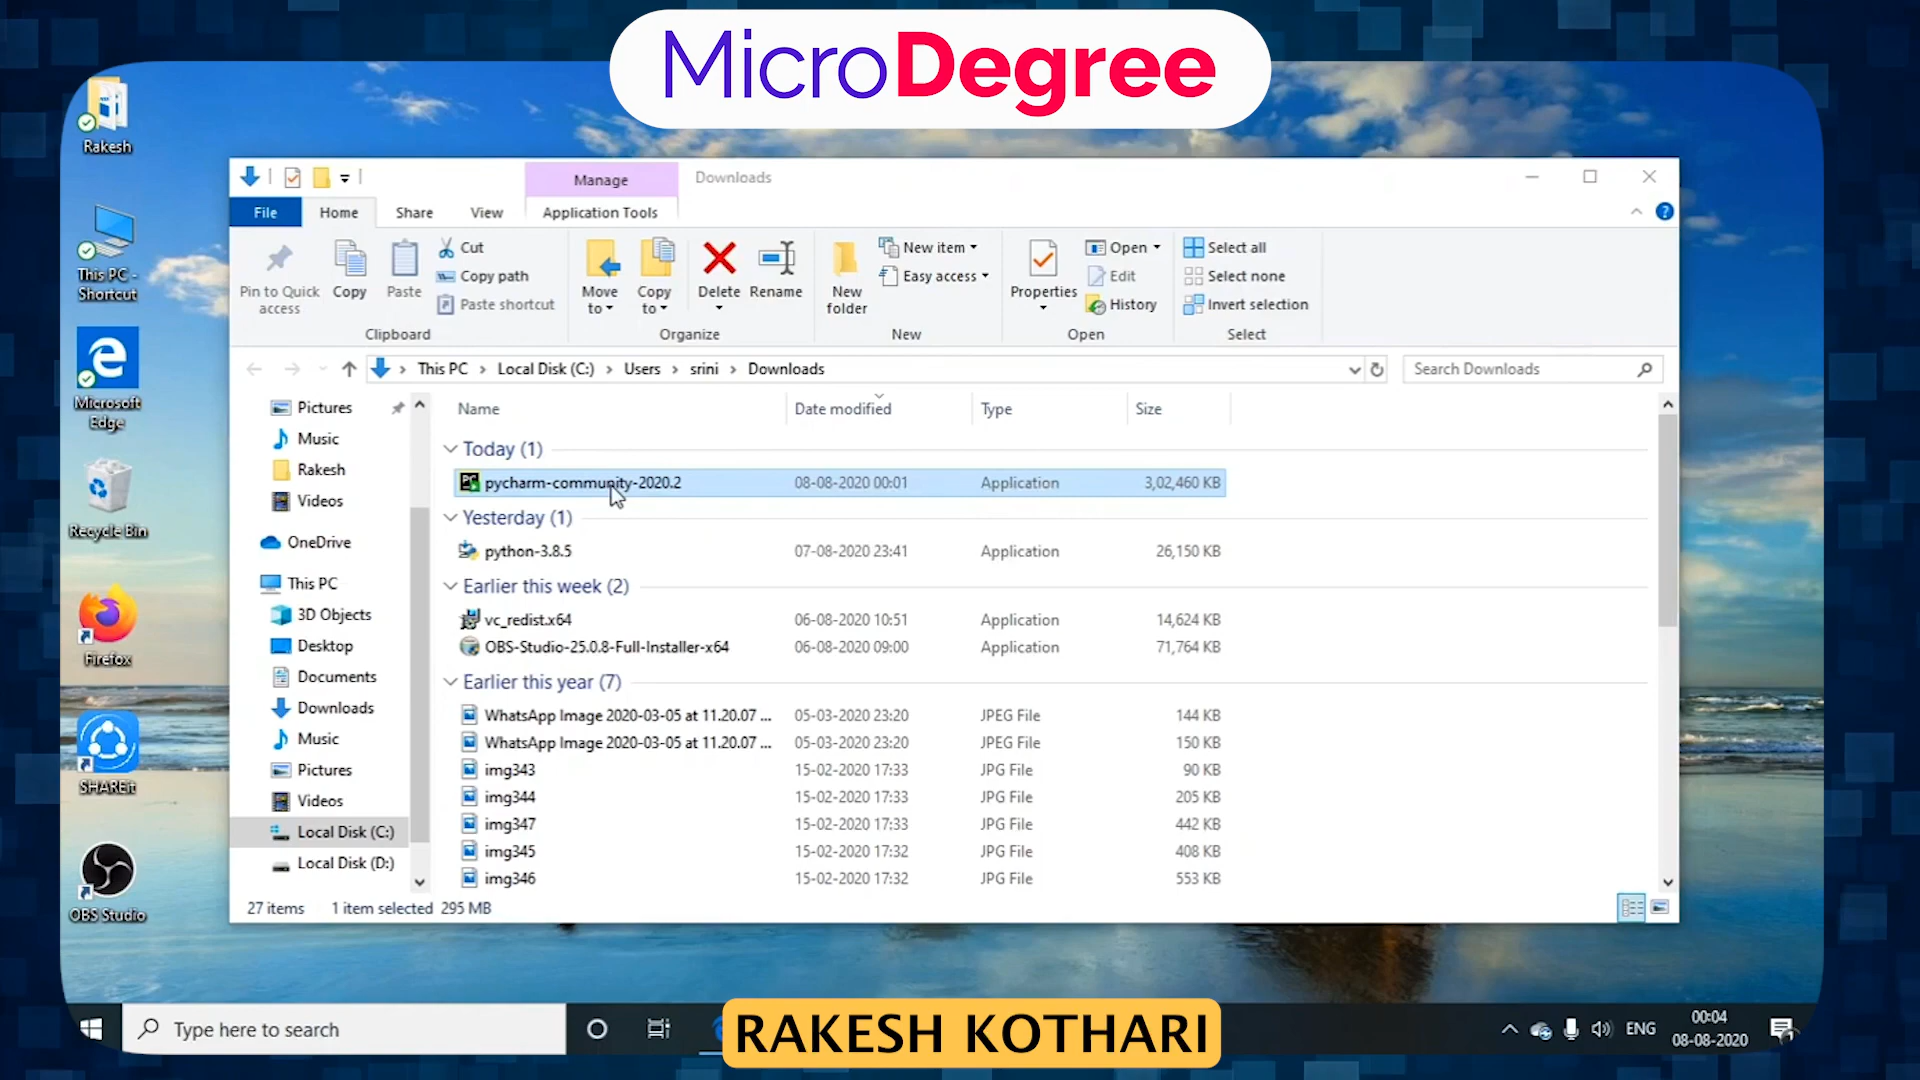 MicroDegree
Rakesh
This PC - Shortcut
Microsoft Edge
Recycle Bin
Firefox
SHAREit
OBS Studio
Manage
Downloads
File
Home
Share
View
Application Tools
Pin to Quick access
Copy
Paste
Cut
Copy path
Paste shortcut
Clipboard
Move to
Copy to
Delete
Rename
Organize
New folder
New item
Easy access
New
Properties
Open
Edit
History
Open
Select all
Select none
Invert selection
Select
This PC > Local Disk (C:) > Users > srini > Downloads
Search Downloads
Pictures
Music
Rakesh
Videos
OneDrive
This PC
3D Objects
Desktop
Documents
Downloads
Music
Pictures
Videos
Local Disk (C:)
Local Disk (D:)
Name Date modified Type Size
Today (1)
pycharm-community-2020.2 08-08-2020 00:01 Application 3,02,460 KB
Yesterday (1)
python-3.8.5 07-08-2020 23:41 Application 26,150 KB
Earlier this week (2)
vc_redist.x64 06-08-2020 10:51 Application 14,624 KB
OBS-Studio-25.0.8-Full-Installer-x64 06-08-2020 09:00 Application 71,764 KB
Earlier this year (7)
WhatsApp Image 2020-03-05 at 11.20.07 ... 05-03-2020 23:20 JPEG File 144 KB
WhatsApp Image 2020-03-05 at 11.20.07 ... 05-03-2020 23:20 JPEG File 150 KB
img343 15-02-2020 17:33 JPG File 90 KB
img344 15-02-2020 17:33 JPG File 205 KB
img347 15-02-2020 17:33 JPG File 442 KB
img345 15-02-2020 17:32 JPG File 408 KB
img346 15-02-2020 17:32 JPG File 553 KB
27 items 1 item selected 295 MB
Type here to search
RAKESH KOTHARI
ENG
00:04
08-08-2020